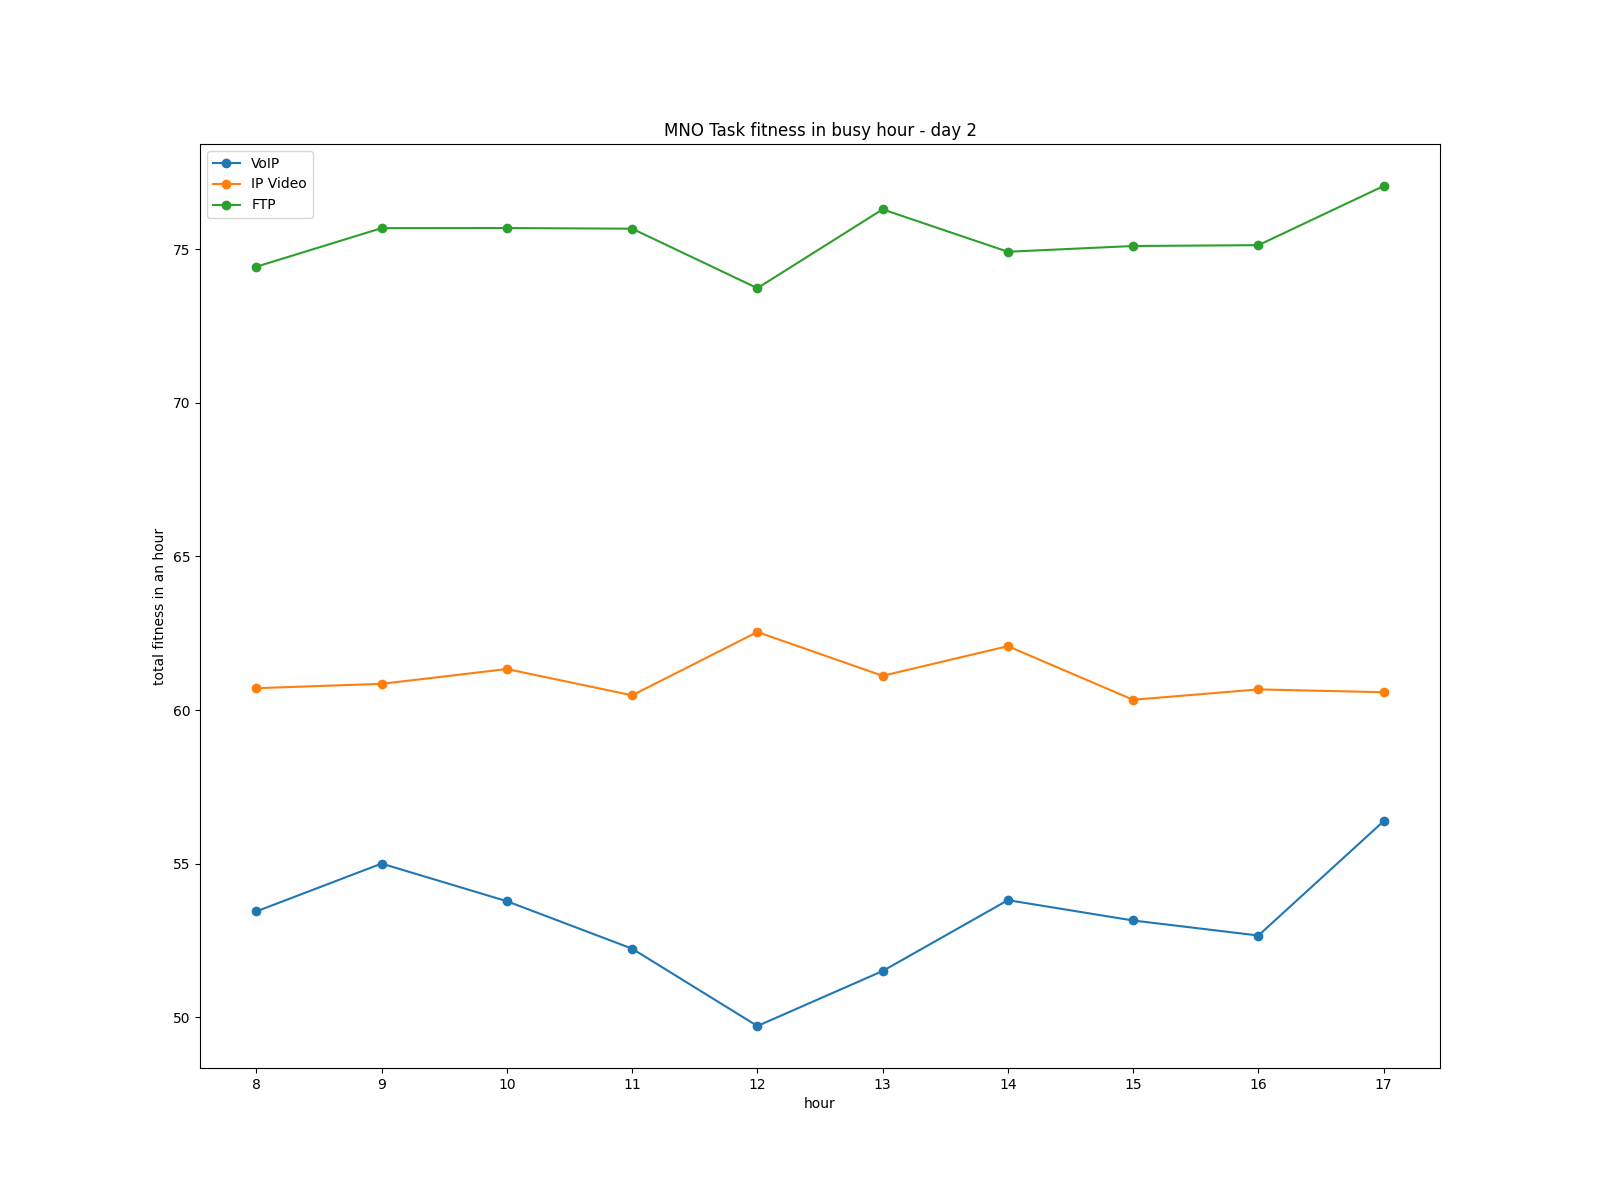 MNO Task fitness in busy hour - day 2
VoIP
IP Video
FTP
75
70
65
60
55
50
total fitness in an hour
8 9 10 11 12 13 14 15 16 17
hour